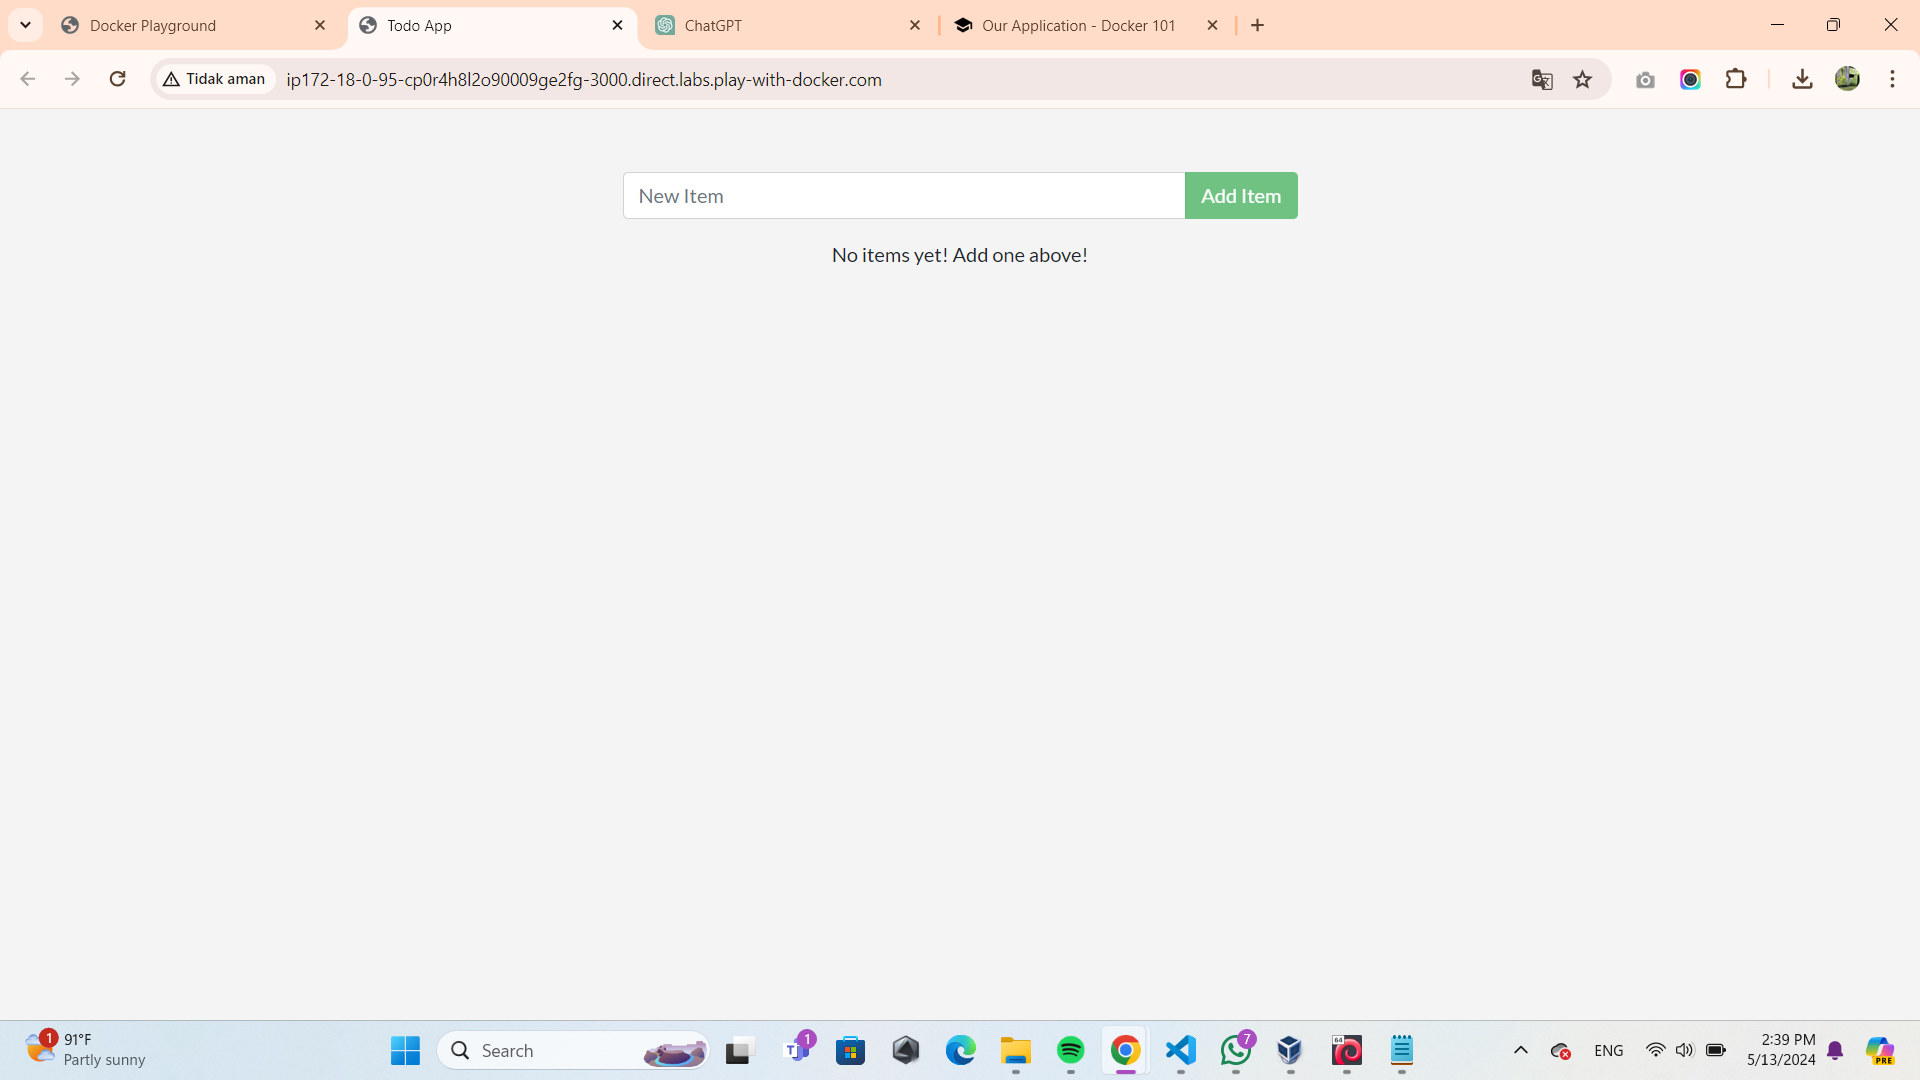 Docker Playground
Todo App
ChatGPT
Our Application - Docker 101
Tidak aman
ip172-18-0-95-cp0r4h8l2o90009ge2fg-3000.direct.labs.play-with-docker.com
New Item
Add Item
No items yet! Add one above!
1
91°F
Partly sunny
Search
1
7
64
ENG
2:39 PM
5/13/2024
PRE